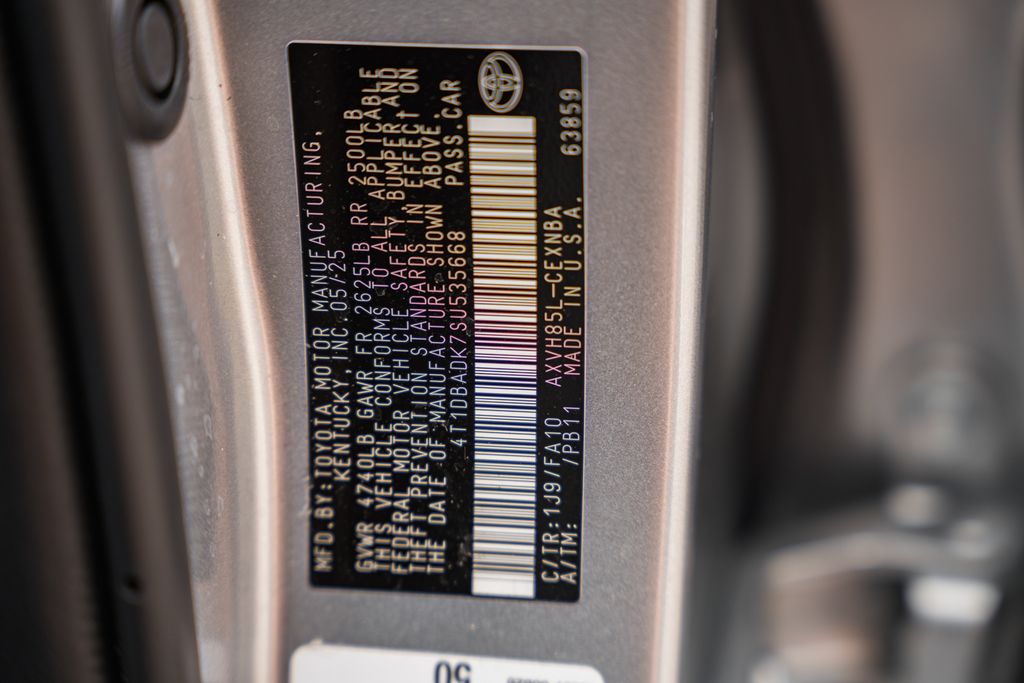 MFD.BY:TOYOTA MOTOR MANUFACTURING,
KENTUCKY, INC. 05/25
GVWR 4740LB GAWR FR 2625LB RR 2500LB
THIS VEHICLE CONFORMS TO ALL APPLICABLE
FEDERAL MOTOR VEHICLE SAFETY, BUMPER AND
THEFT PREVENTION STANDARDS IN EFFECT ON
THE DATE OF MANUFACTURE SHOWN ABOVE.
4T1DBADK7SU535668 PASS.CAR
C/TR:1J9/FA10 AXVH85L-CEXNBA 63859
A/TM: /PB11 MADE IN U.S.A.
50